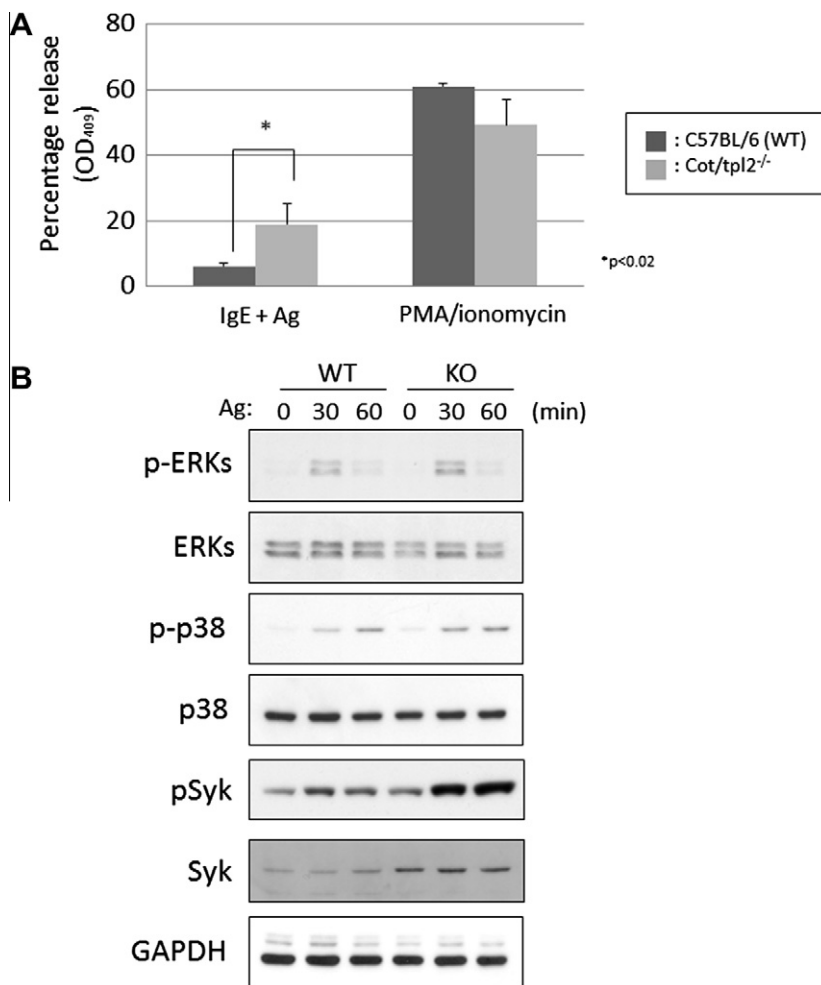 A
Percentage release
(OD₄₀₉)
80
60
40
20
0
*
IgE + Ag
PMA/ionomycin
: C57BL/6 (WT)
: Cot/tpl2⁻/⁻
*p<0.02
B
WT KO
Ag: 0 30 60 0 30 60 (min)
p-ERKs
ERKs
p-p38
p38
pSyk
Syk
GAPDH